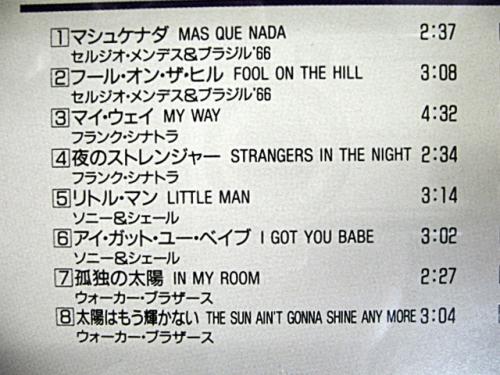 1 マシュケナダ MAS QUE NADA 2:37
セルジオ・メンデス&ブラジル'66
2 フール・オン・ザ・ヒル FOOL ON THE HILL 3:08
セルジオ・メンデス&ブラジル'66
3 マイ・ウェイ MY WAY 4:32
フランク・シナトラ
4 夜のストレンジャー STRANGERS IN THE NIGHT 2:34
フランク・シナトラ
5 リトル・マン LITTLE MAN 3:14
ソニー&シェール
6 アイ・ガット・ユー・ベイブ I GOT YOU BABE 3:02
ソニー&シェール
7 孤独の太陽 IN MY ROOM 2:27
ウォーカー・ブラザース
8 太陽はもう輝かない THE SUN AIN'T GONNA SHINE ANY MORE 3:04
ウォーカー・ブラザース